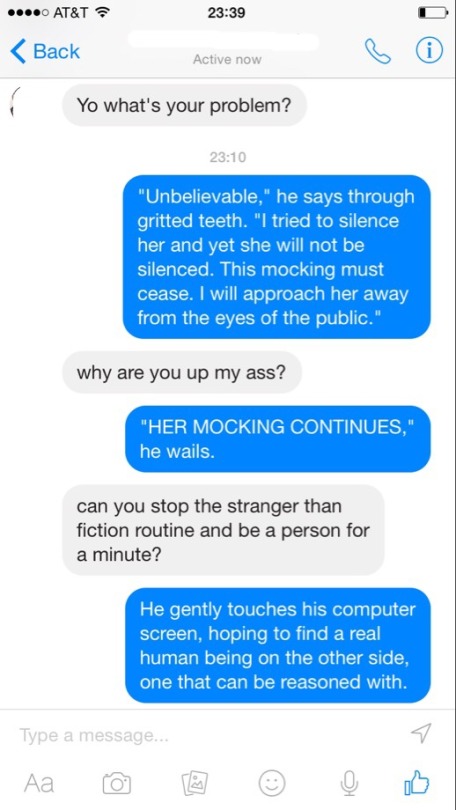 AT&T
23:39
Back
Active now
Yo what's your problem?
23:10
"Unbelievable," he says through
gritted teeth. "I tried to silence
her and yet she will not be
silenced. This mocking must
cease. I will approach her away
from the eyes of the public."
why are you up my ass?
"HER MOCKING CONTINUES,"
he wails.
can you stop the stranger than
fiction routine and be a person for
a minute?
He gently touches his computer
screen, hoping to find a real
human being on the other side,
one that can be reasoned with.
Type a message...
Aa